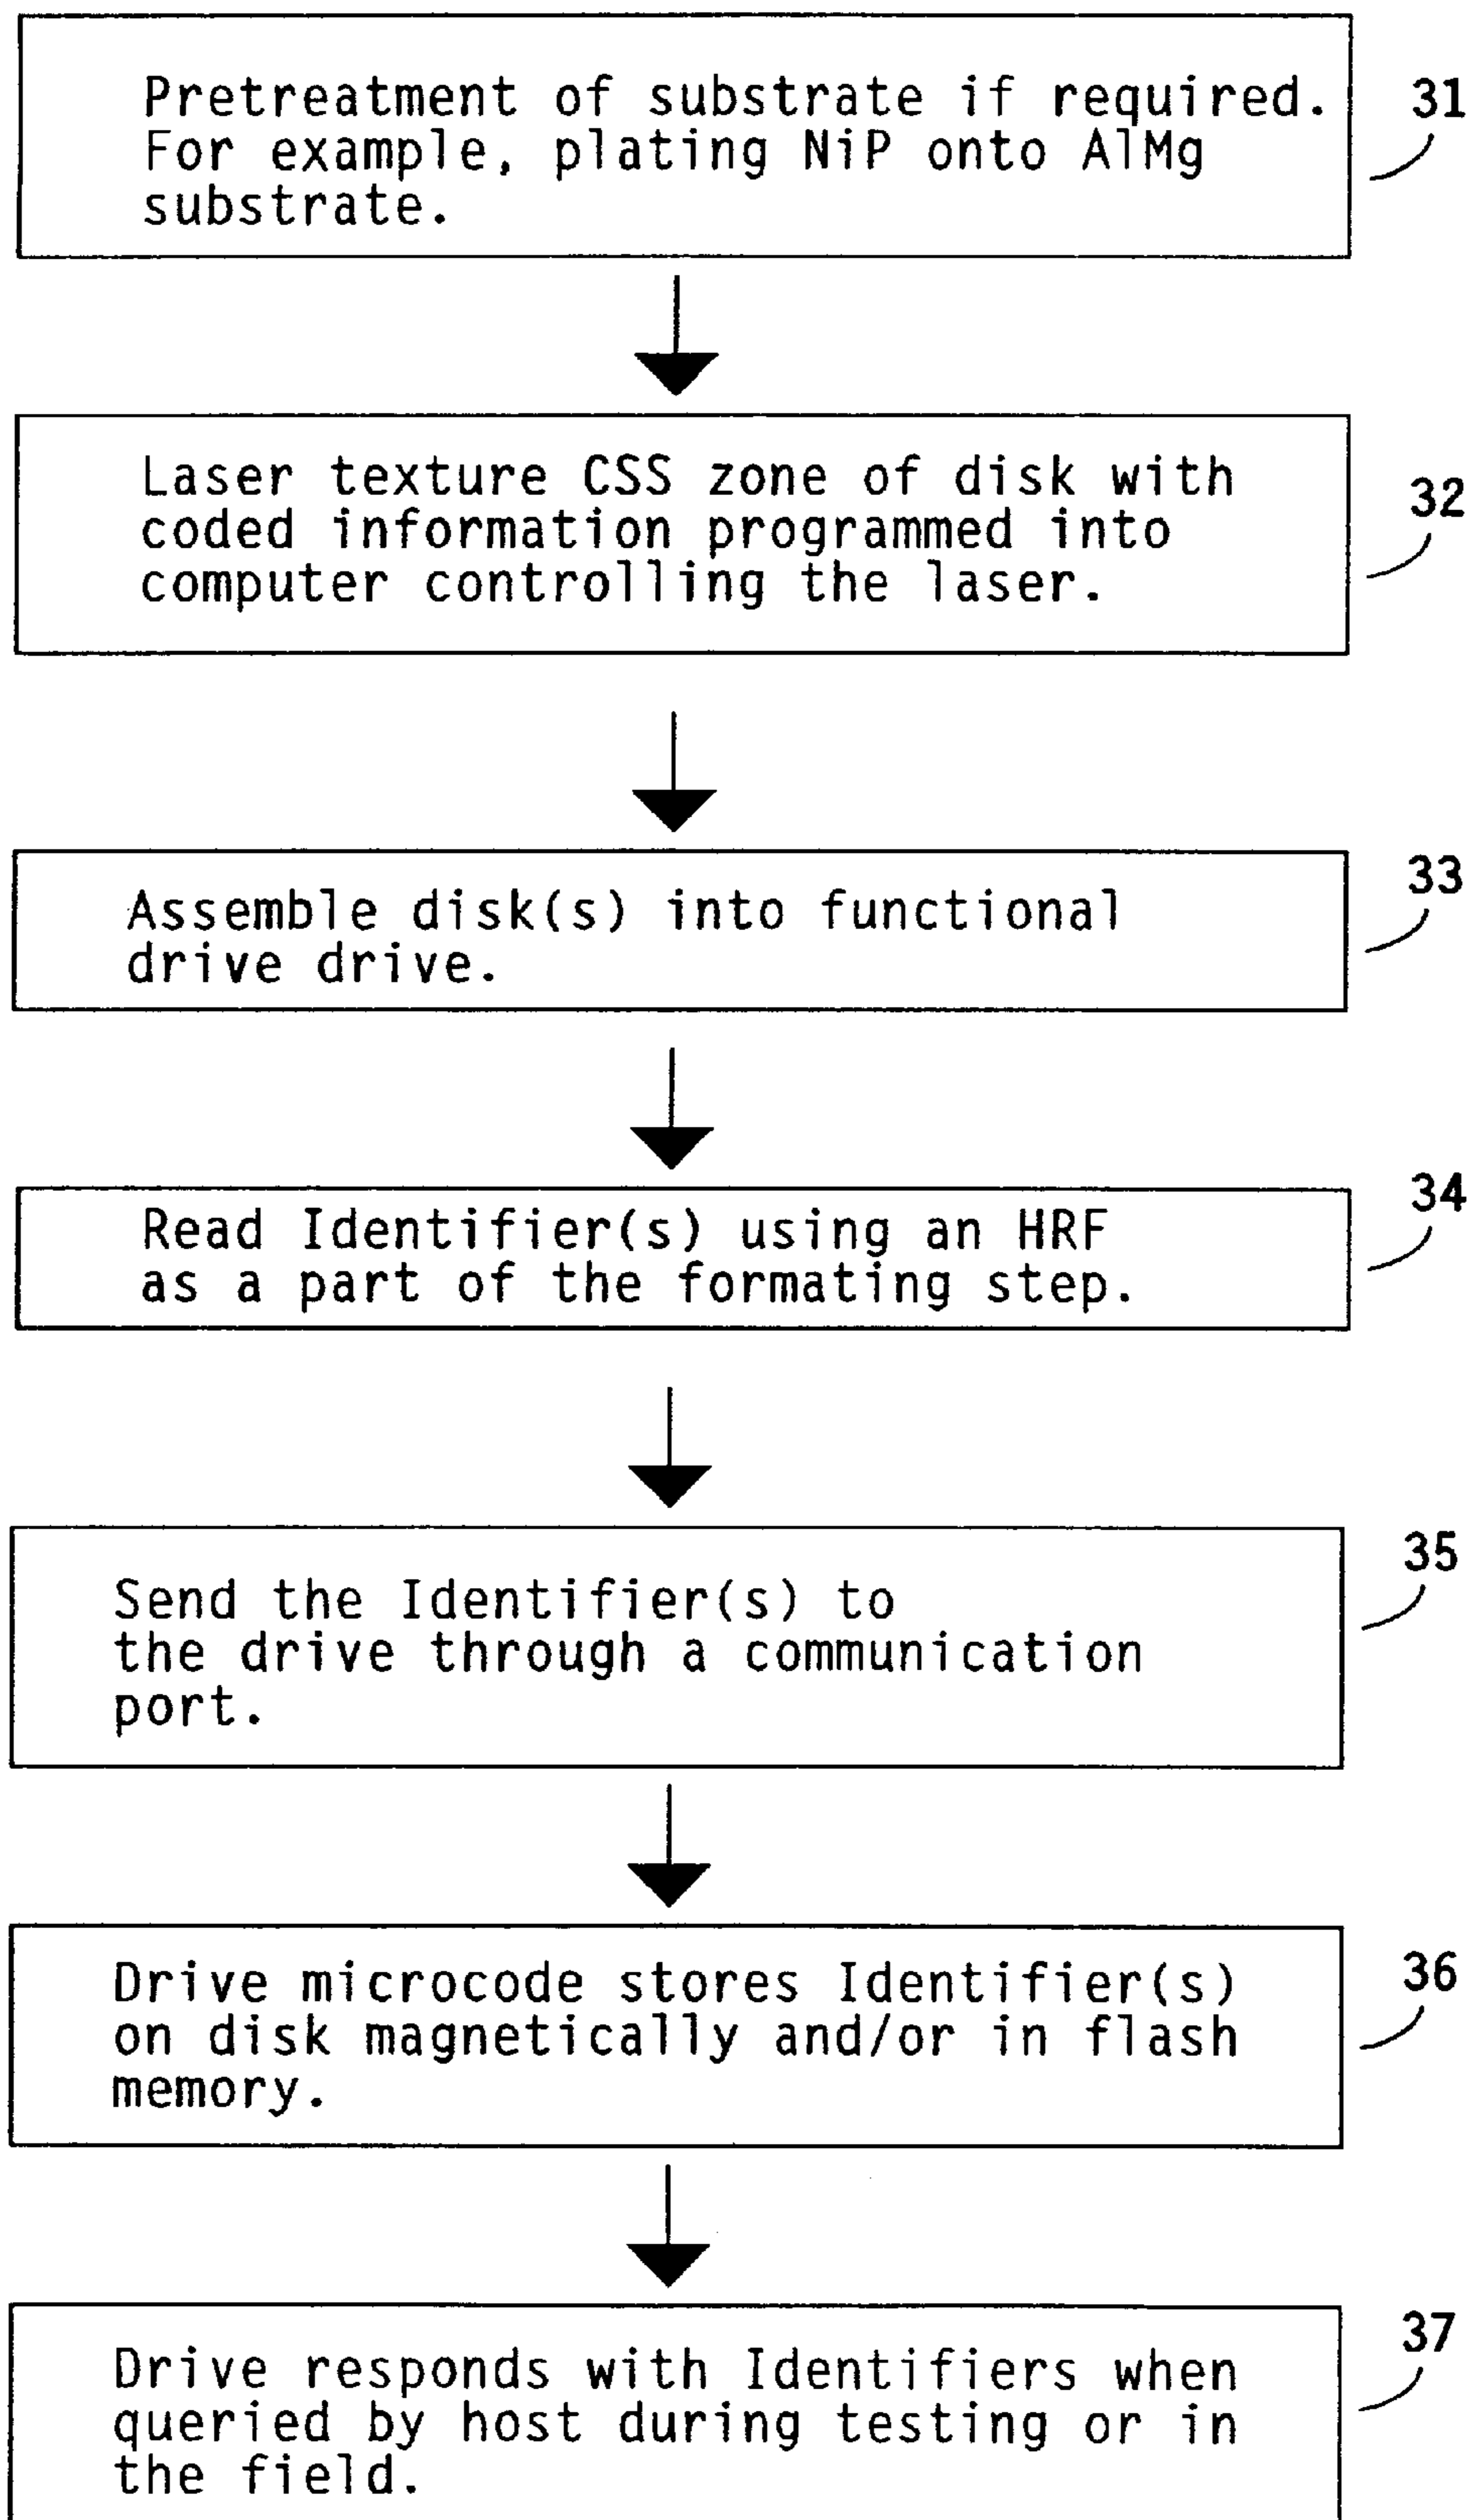 Pretreatment of substrate if required.
31
For example, plating NiP onto AlMg
substrate.
Laser texture CSS zone of disk with
32
coded information programmed into
computer controlling the laser.
33
Assemble disk(s) into functional
drive drive.
34
Read Identifier(s) using an HRF
as a part of the formating step.
35
Send the Identifier(s) to
the drive through a communication
port.
36
Drive microcode stores Identifier(s)
on disk magnetically and/or in flash
memory.
37
Drive responds with Identifiers when
queried by host during testing or in
the field.